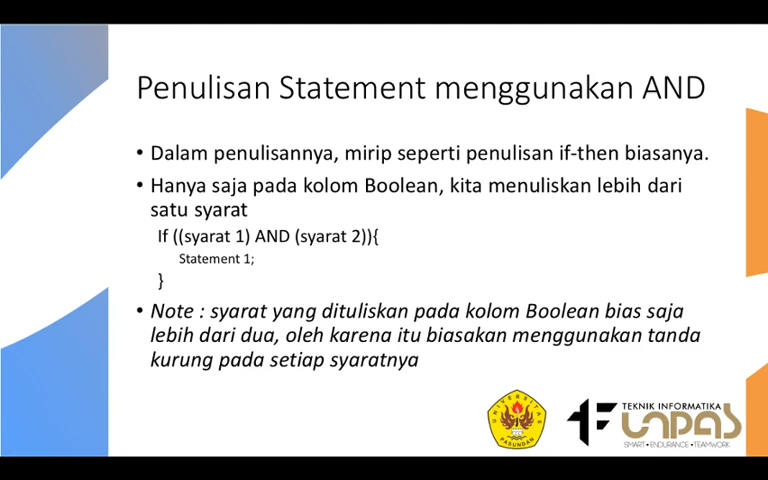 Penulisan Statement menggunakan AND
• Dalam penulisannya, mirip seperti penulisan if-then biasanya.
• Hanya saja pada kolom Boolean, kita menuliskan lebih dari
satu syarat
If ((syarat 1) AND (syarat 2)){
Statement 1;
}
• Note : syarat yang dituliskan pada kolom Boolean bias saja
lebih dari dua, oleh karena itu biasakan menggunakan tanda
kurung pada setiap syaratnya
UNIVERSITAS
PASUNDAN
TEKNIK INFORMATIKA
UNPAS
SMART•ENDURANCE•TEAMWORK